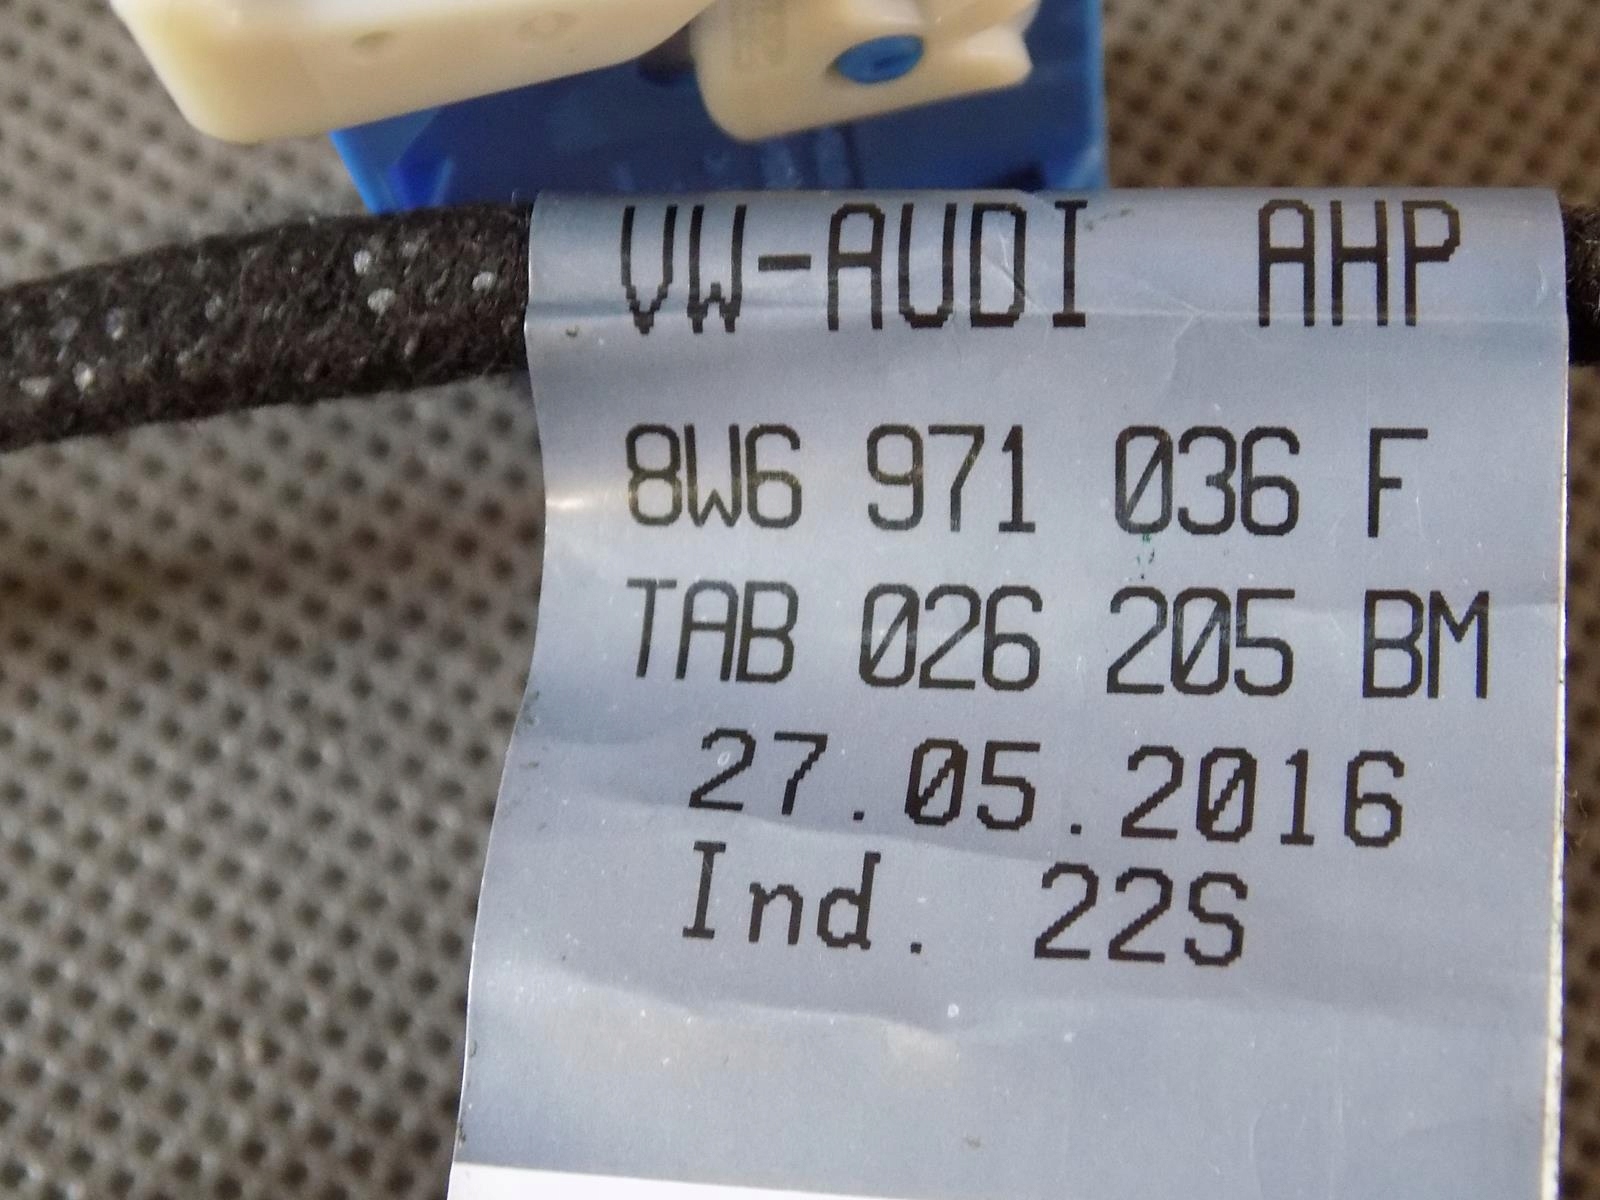 VW-AUDI AHP
8W6 971 036 F
TAB 026 205 BM
27.05.2016
Ind. 22S